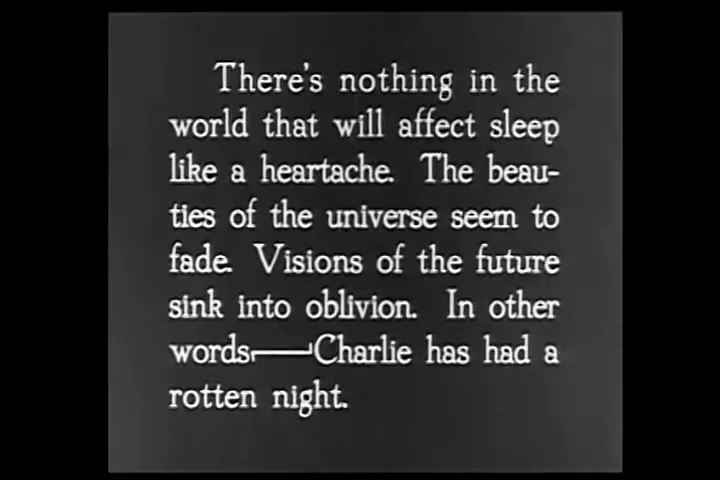 There's nothing in the
world that will affect sleep
like a heartache. The beau-
ties of the universe seem to
fade. Visions of the future
sink into oblivion. In other
words——Charlie has had a
rotten night.